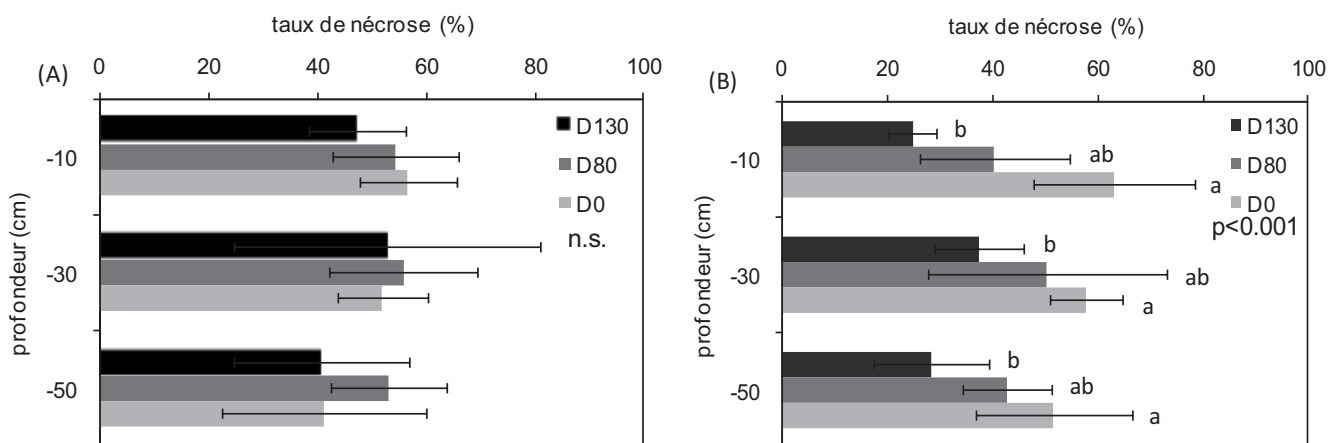 taux de nécrose (%)
(A)
0 20 40 60 80 100
profondeur (cm)
-10
-30
-50
D130
D80
D0
n.s.
taux de nécrose (%)
(B)
0 20 40 60 80 100
profondeur (cm)
-10
-30
-50
b
ab
a
b
ab
a
b
ab
a
D130
D80
D0
p<0.001